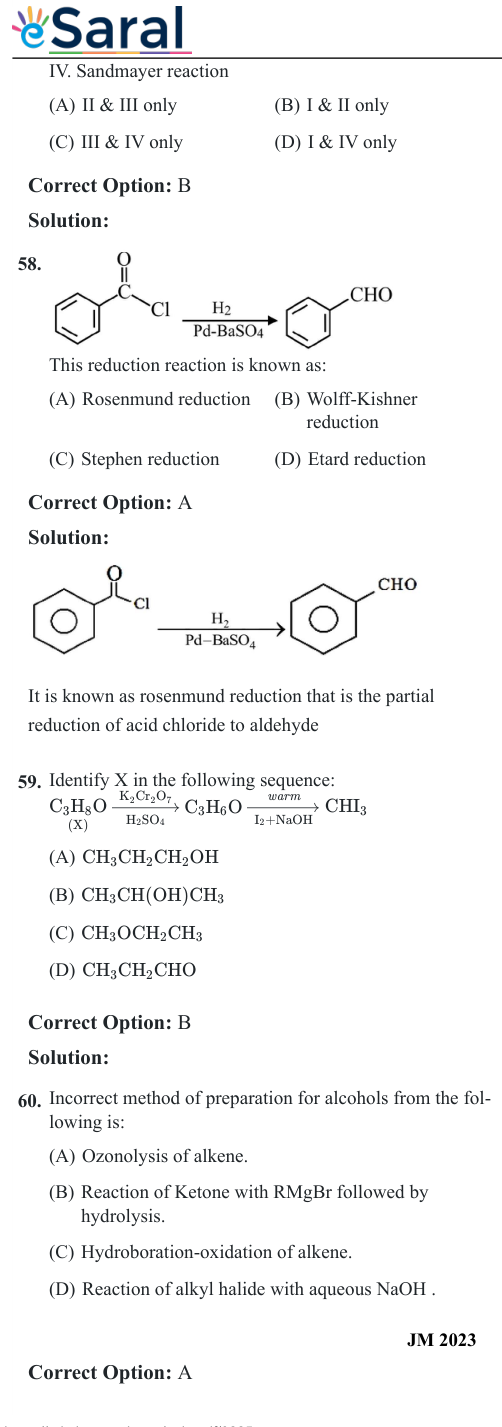 eSaral
IV. Sandmayer reaction
(A) II & III only (B) I & II only
(C) III & IV only (D) I & IV only
Correct Option: B
Solution:
58.
O
C
Cl
H2
Pd-BaSO4
CHO
This reduction reaction is known as:
(A) Rosenmund reduction (B) Wolff-Kishner
reduction
(C) Stephen reduction (D) Etard reduction
Correct Option: A
Solution:
O
Cl
H₂
Pd–BaSO₄
CHO
It is known as rosenmund reduction that is the partial
reduction of acid chloride to aldehyde
59. Identify X in the following sequence:
C₃H₈O K₂Cr₂O₇ H₂SO₄ → C₃H₆O warm I₂+NaOH → CHI₃
(X)
(A) CH₃CH₂CH₂OH
(B) CH₃CH(OH)CH₃
(C) CH₃OCH₂CH₃
(D) CH₃CH₂CHO
Correct Option: B
Solution:
60. Incorrect method of preparation for alcohols from the fol-
lowing is:
(A) Ozonolysis of alkene.
(B) Reaction of Ketone with RMgBr followed by
hydrolysis.
(C) Hydroboration-oxidation of alkene.
(D) Reaction of alkyl halide with aqueous NaOH .
JM 2023
Correct Option: A